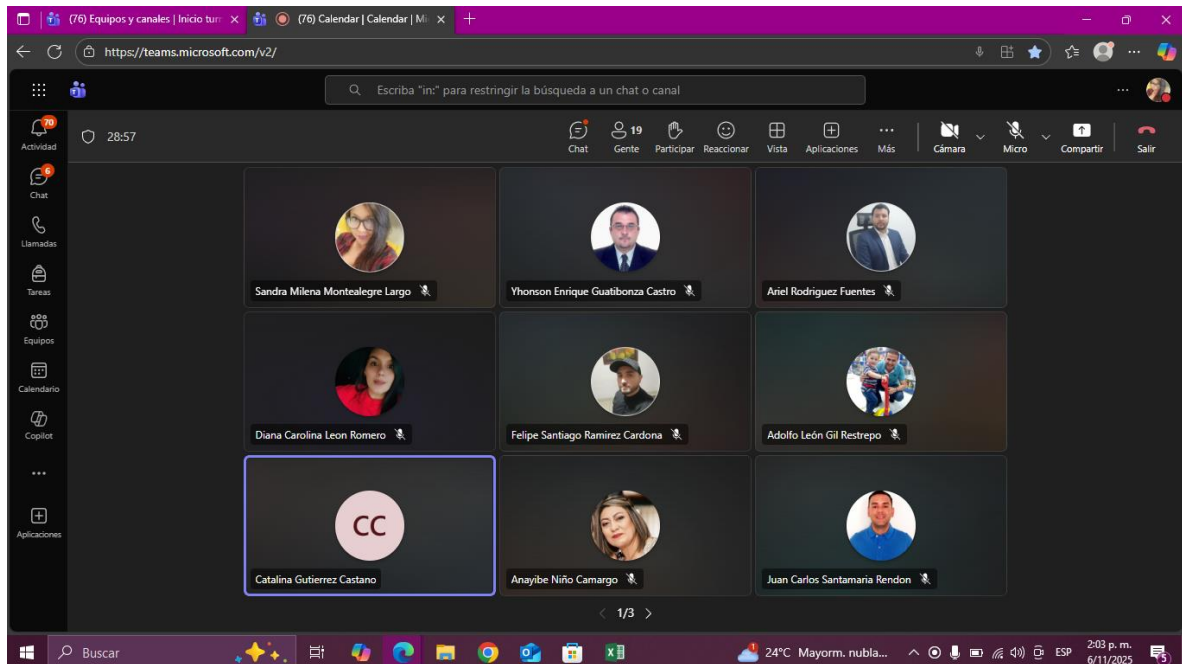 (76) Equipos y canales | Inicio turr
(76) Calendar | Calendar | Mi
https://teams.microsoft.com/v2/
Escriba "in:" para restringir la búsqueda a un chat o canal
70
Actividad
28:57
Chat
19
Gente
Participar
Reaccionar
Vista
Aplicaciones
Más
Cámara
Micro
Compartir
Salir
6
Chat
Llamadas
Tareas
Equipos
Calendario
Copilot
Aplicaciones
Sandra Milena Montealegre Largo
Yhonson Enrique Guatibonza Castro
Ariel Rodriguez Fuentes
Diana Carolina Leon Romero
Felipe Santiago Ramirez Cardona
Adolfo León Gil Restrepo
CC
Catalina Gutierrez Castano
Anayibe Niño Camargo
Juan Carlos Santamaria Rendon
1/3
Buscar
24°C Mayorm. nubla...
ESP
2:03 p. m.
6/11/2025
5